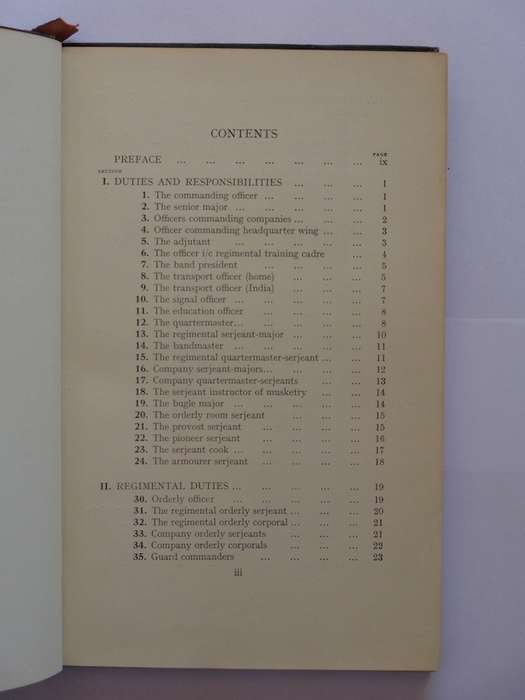 CONTENTS
PAGE
PREFACE ... ... ... ... ... ... ... ix
SECTION
I. DUTIES AND RESPONSIBILITIES ... ... ... 1
1. The commanding officer ... ... ... ... 1
2. The senior major ... ... ... ... ... 1
3. Officers commanding companies ... ... ... 2
4. Officer commanding headquarter wing ... ... 3
5. The adjutant ... ... ... ... ... 3
6. The officer i/c regimental training cadre ... 4
7. The band president ... ... ... ... 5
8. The transport officer (home) ... ... ... 5
9. The transport officer (India) ... ... ... 7
10. The signal officer ... ... ... ... ... 7
11. The education officer ... ... ... ... 8
12. The quartermaster... ... ... ... ... 8
13. The regimental serjeant-major ... ... ... 10
14. The bandmaster ... ... ... ... ... 11
15. The regimental quartermaster-serjeant ... ... 11
16. Company serjeant-majors... ... ... ... 12
17. Company quartermaster-serjeants ... ... 13
18. The serjeant instructor of musketry ... ... 14
19. The bugle major ... ... ... ... ... 14
20. The orderly room serjeant ... ... ... 15
21. The provost serjeant ... ... ... ... 15
22. The pioneer serjeant ... ... ... ... 16
23. The serjeant cook ... ... ... ... ... 17
24. The armourer serjeant ... ... ... ... 18
II. REGIMENTAL DUTIES ... ... ... ... ... 19
30. Orderly officer ... ... ... ... ... 19
31. The regimental orderly serjeant ... ... ... 20
32. The regimental orderly corporal ... ... ... 21
33. Company orderly serjeants ... ... ... 21
34. Company orderly corporals ... ... ... 22
35. Guard commanders ... ... ... ... 23
iii